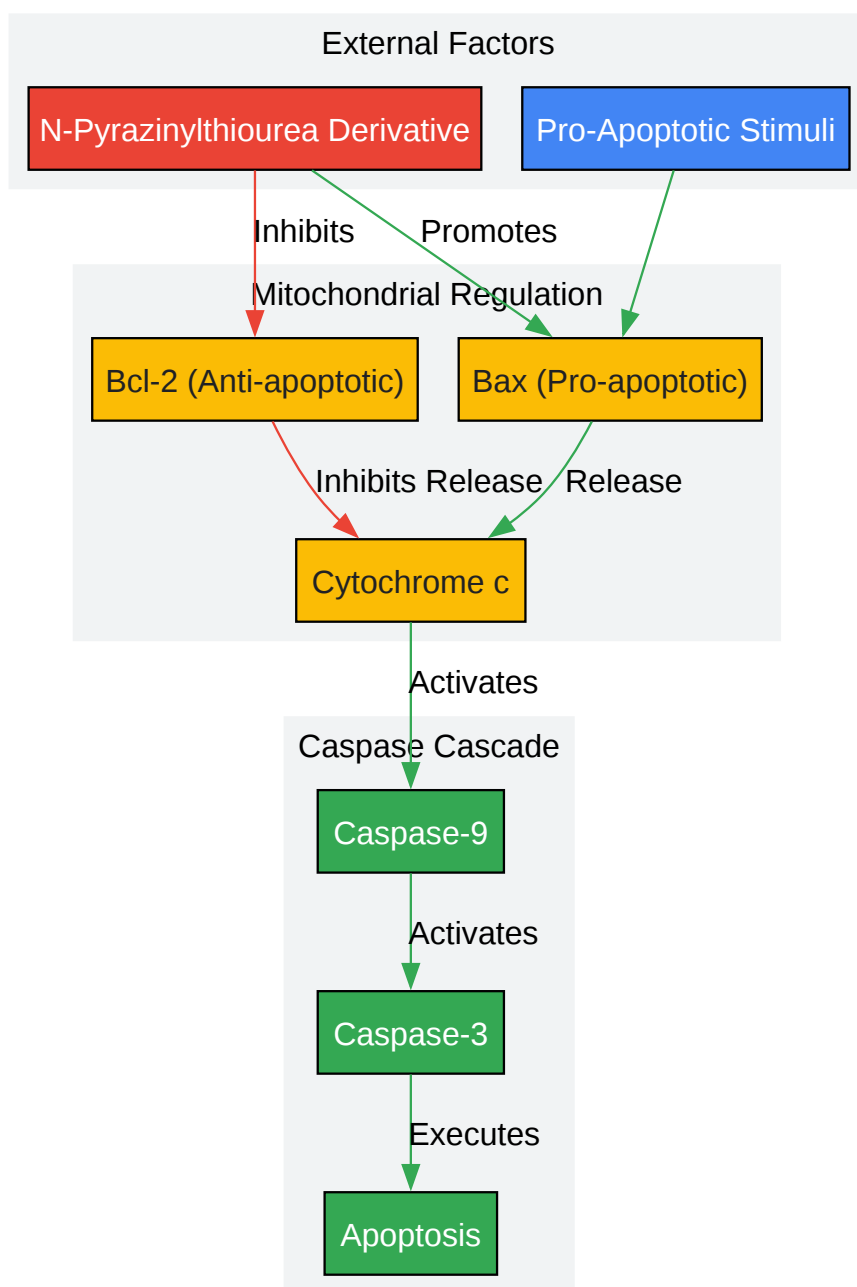 External Factors
N-Pyrazinylthiourea Derivative
Pro-Apoptotic Stimuli
Inhibits
Promotes
Mitochondrial Regulation
Bcl-2 (Anti-apoptotic)
Bax (Pro-apoptotic)
Inhibits Release
Release
Cytochrome c
Activates
Caspase Cascade
Caspase-9
Activates
Caspase-3
Executes
Apoptosis